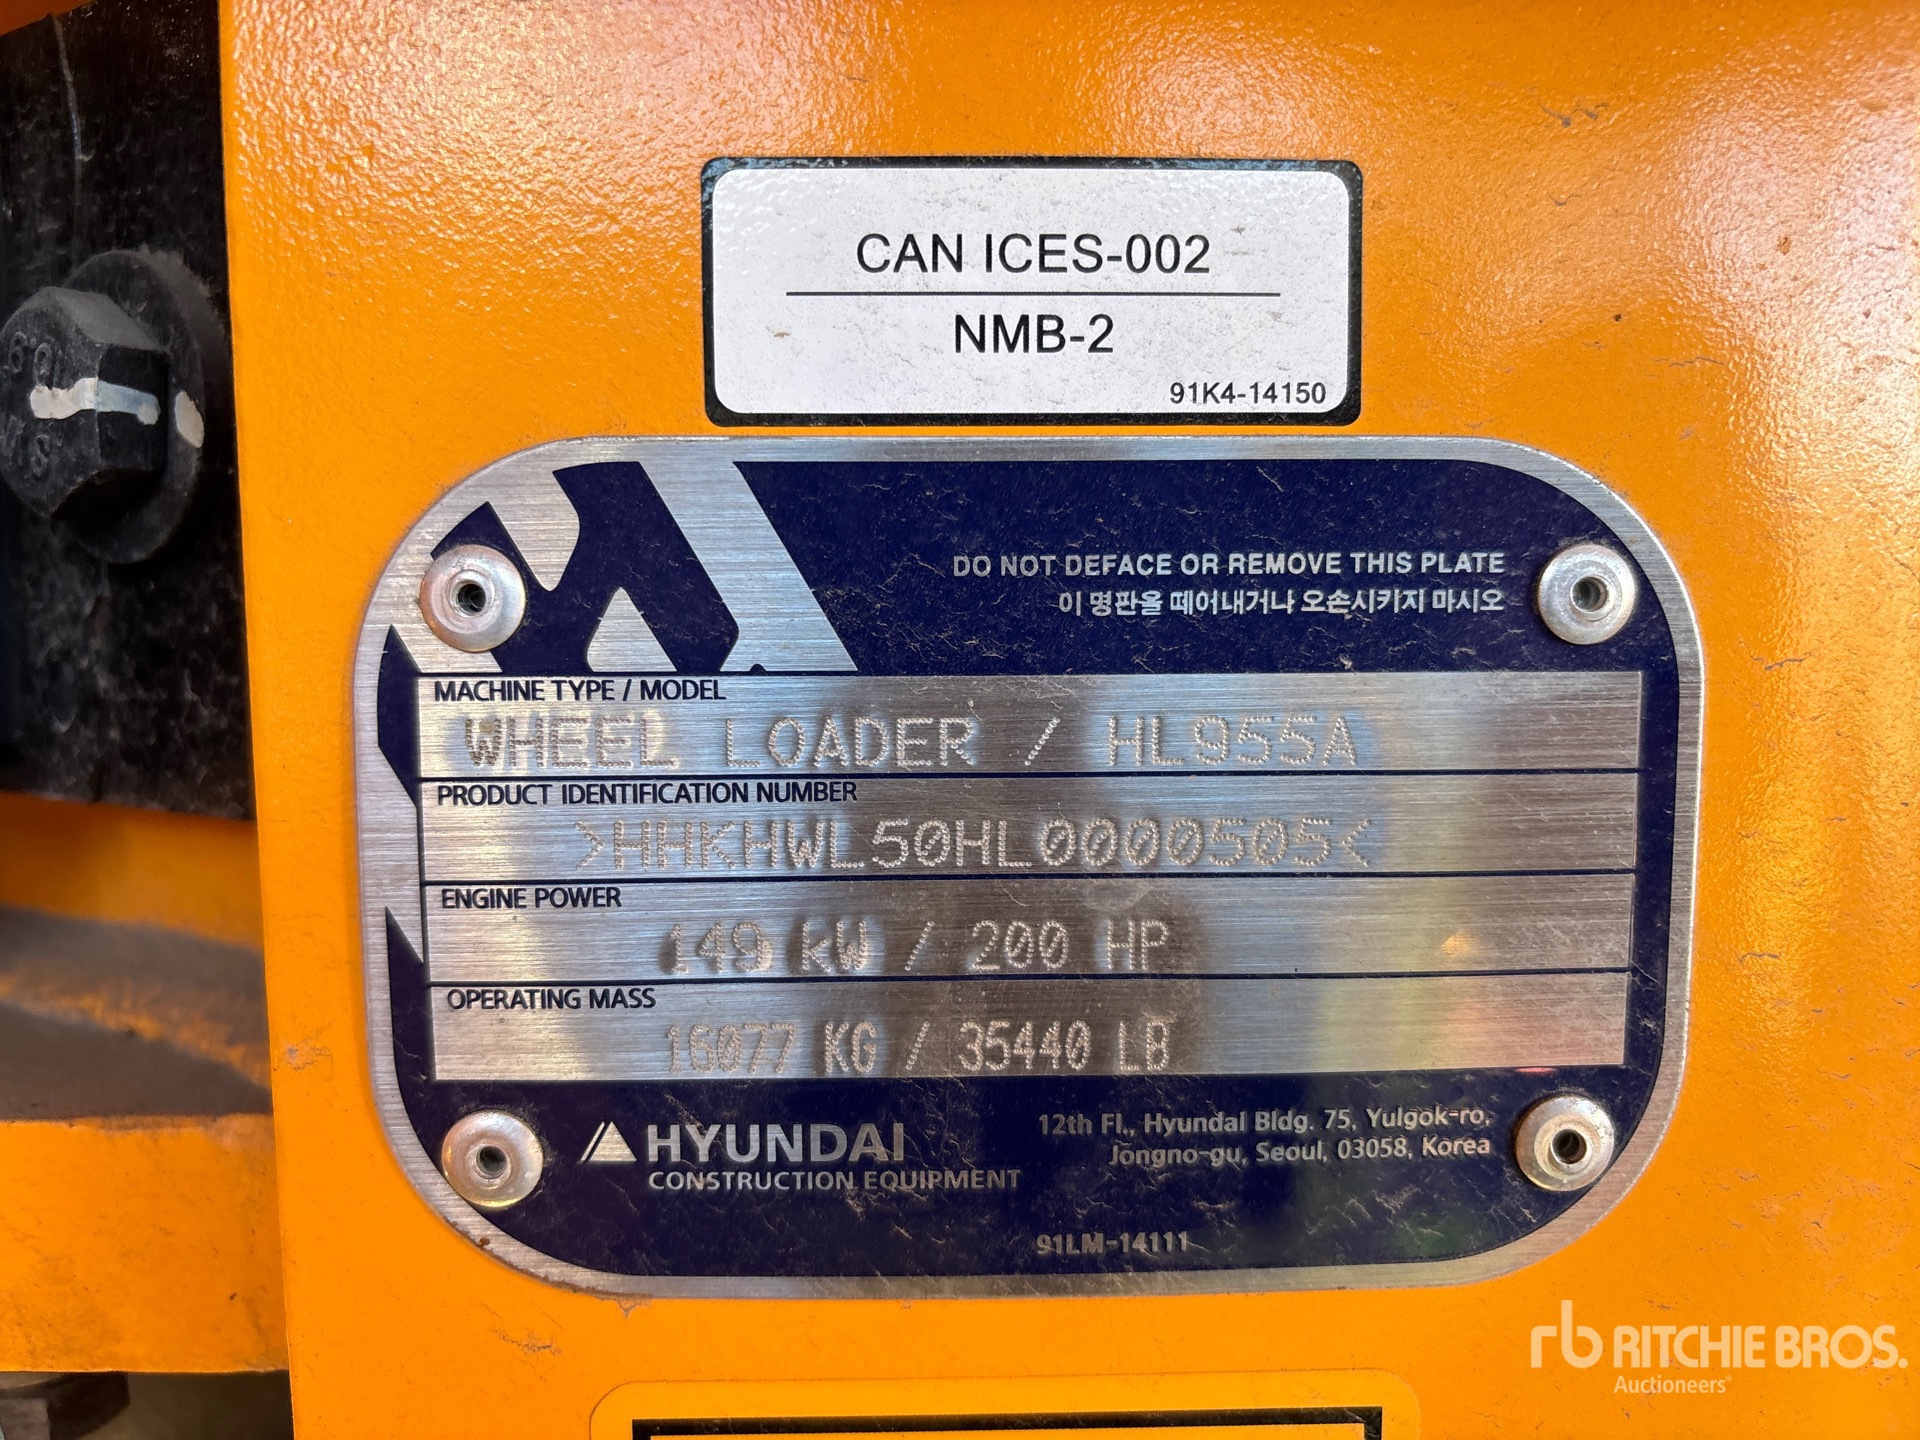 CAN ICES-002
NMB-2
91K4-14150
DO NOT DEFACE OR REMOVE THIS PLATE
이 명판을 떼어내거나 오손시키지 마시오
MACHINE TYPE / MODEL
WHEEL LOADER / HL955A
PRODUCT IDENTIFICATION NUMBER
>HHKHWL50HL0000505<
ENGINE POWER
149 kW / 200 HP
OPERATING MASS
16077 KG / 35440 LB
HYUNDAI
CONSTRUCTION EQUIPMENT
12th Fl., Hyundai Bldg. 75, Yulgok-ro,
Jongno-gu, Seoul, 03058, Korea
91LM-14111
rb RITCHIE BROS.
Auctioneers